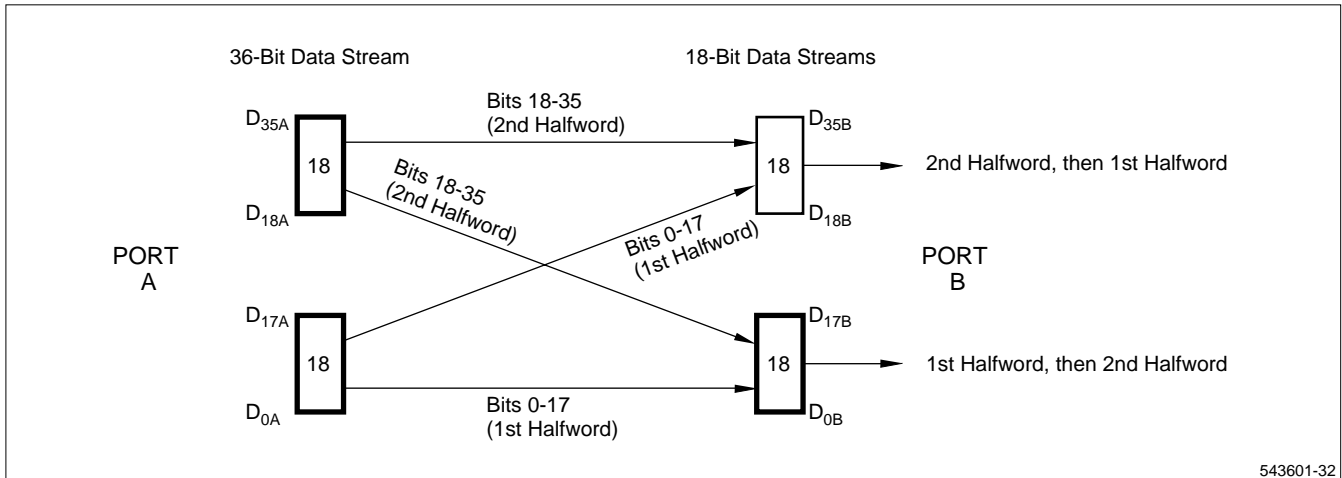 36-Bit Data Stream
18-Bit Data Streams
Bits 18-35
(2nd Halfword)
D35A
18
D18A
Bits 18-35
(2nd Halfword)
D35B
18
D18B
2nd Halfword, then 1st Halfword
Bits 0-17
(1st Halfword)
PORT
A
PORT
B
D17A
18
D0A
D17B
18
D0B
1st Halfword, then 2nd Halfword
Bits 0-17
(1st Halfword)
543601-32